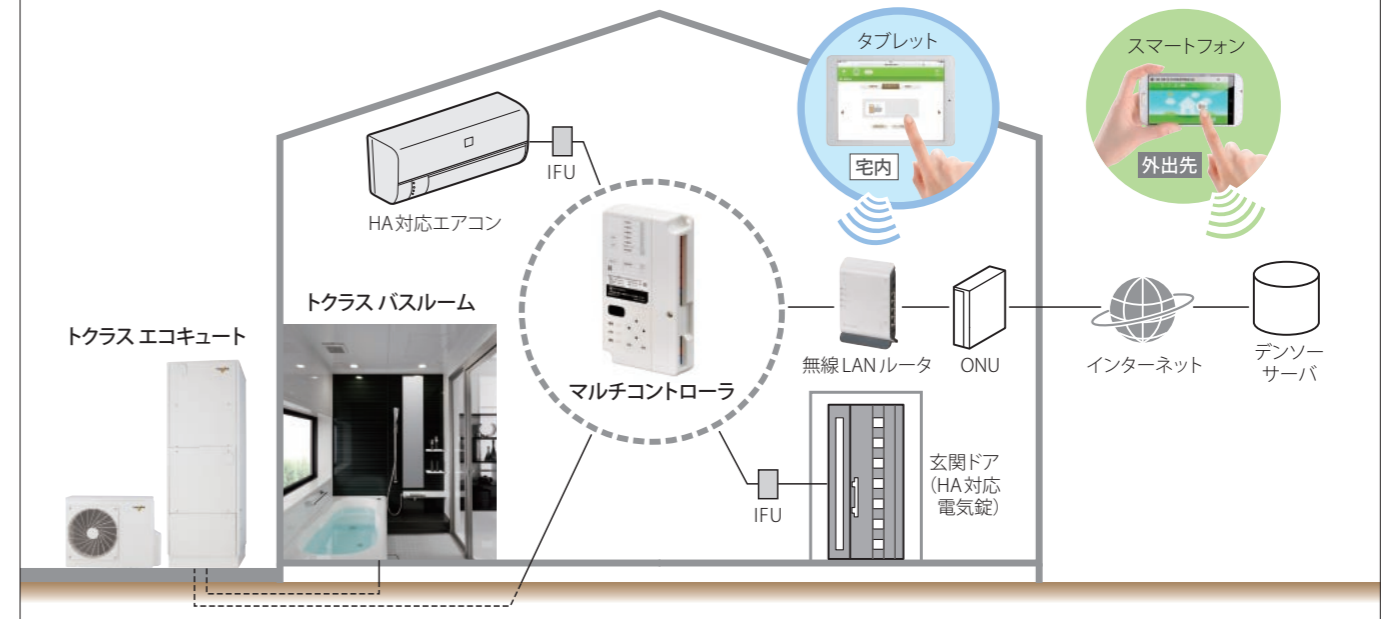 タブレット
スマートフォン
宅内
外出先
IFU
HA対応エアコン
トクラス バスルーム
トクラス エコキュート
マルチコントローラ
無線LANルータ
ONU
インターネット
デンソー
サーバ
玄関ドア
（HA対応
電気錠）
IFU